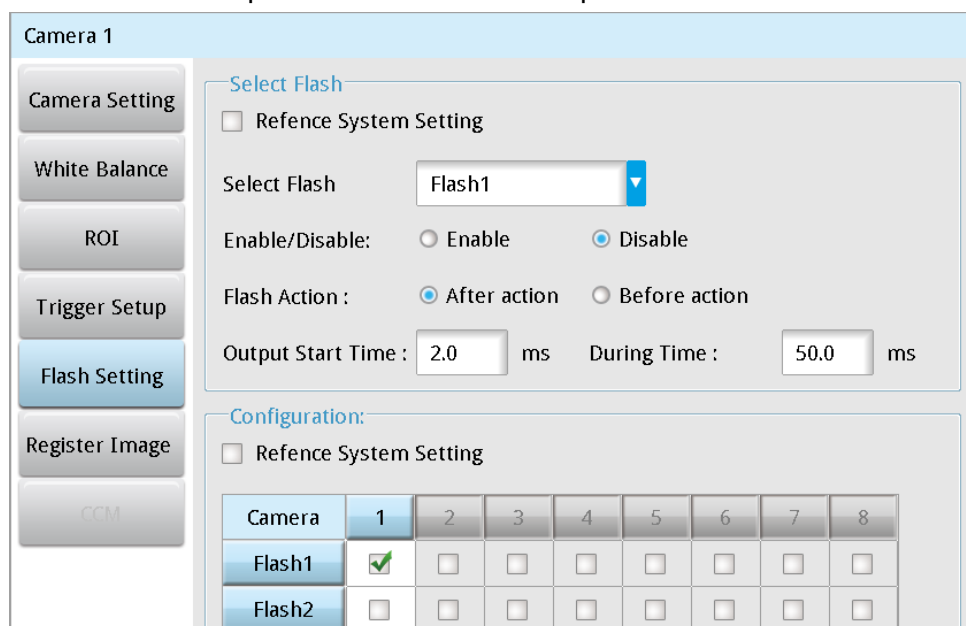 Camera 1
Camera Setting
White Balance
ROI
Trigger Setup
Flash Setting
Register Image
CCM
Select Flash
Refence System Setting
Select Flash Flash1
Enable/Disable: Enable Disable
Flash Action : After action Before action
Output Start Time : 2.0 ms During Time : 50.0 ms
Configuration:
Refence System Setting
Camera 1 2 3 4 5 6 7 8
Flash1
Flash2